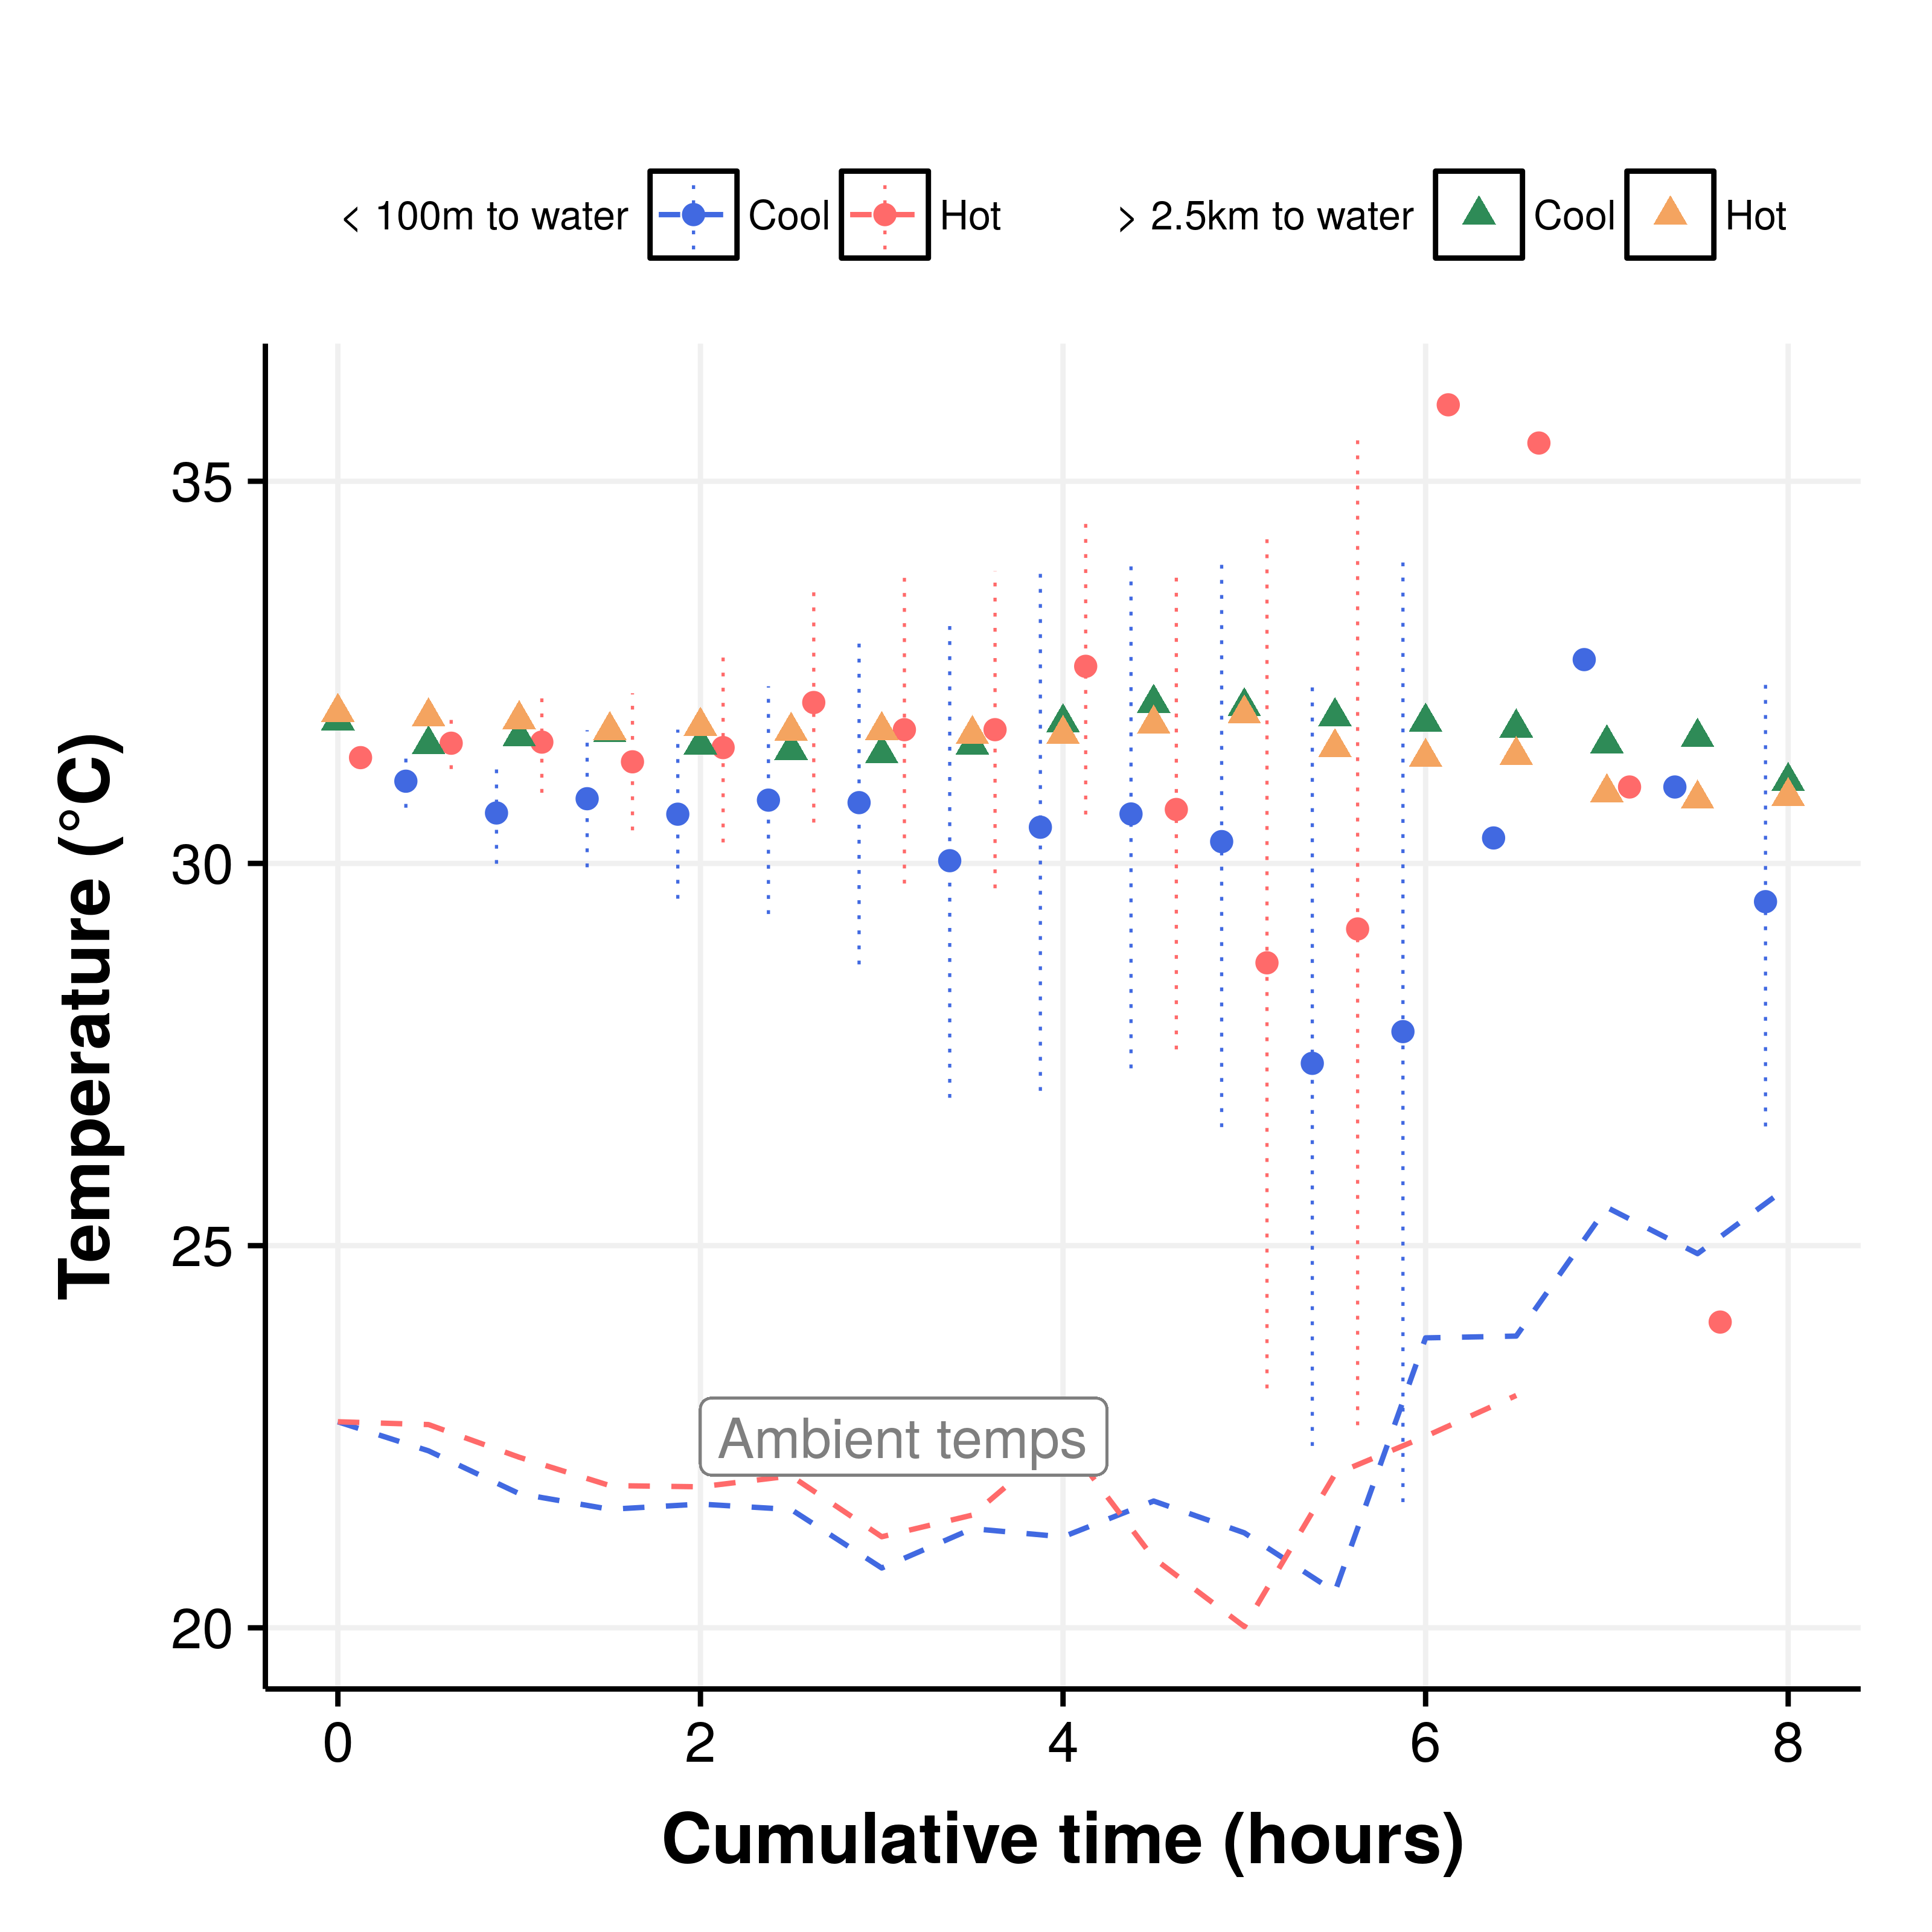 < 100m to water Cool Hot > 2.5km to water Cool Hot
35
30
25
20
Temperature (°C)
Ambient temps
0 2 4 6 8
Cumulative time (hours)